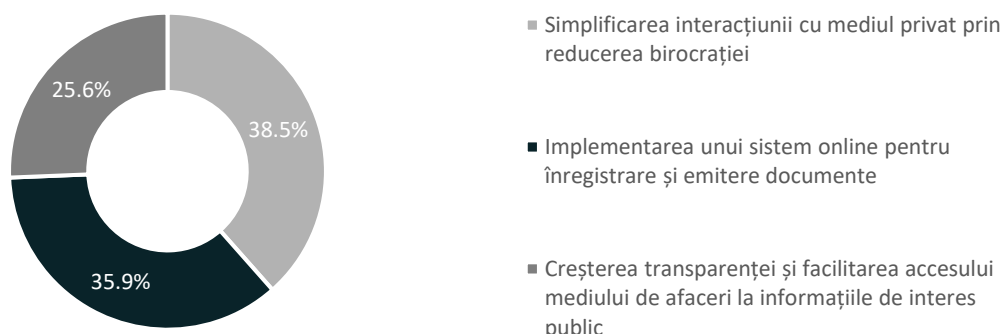 25.6%
38.5%
35.9%
Simplificarea interacțiunii cu mediul privat prin
reducerea birocrației
Implementarea unui sistem online pentru
înregistrare și emitere documente
Creșterea transparenței și facilitarea accesului
mediului de afaceri la informațiile de interes
public